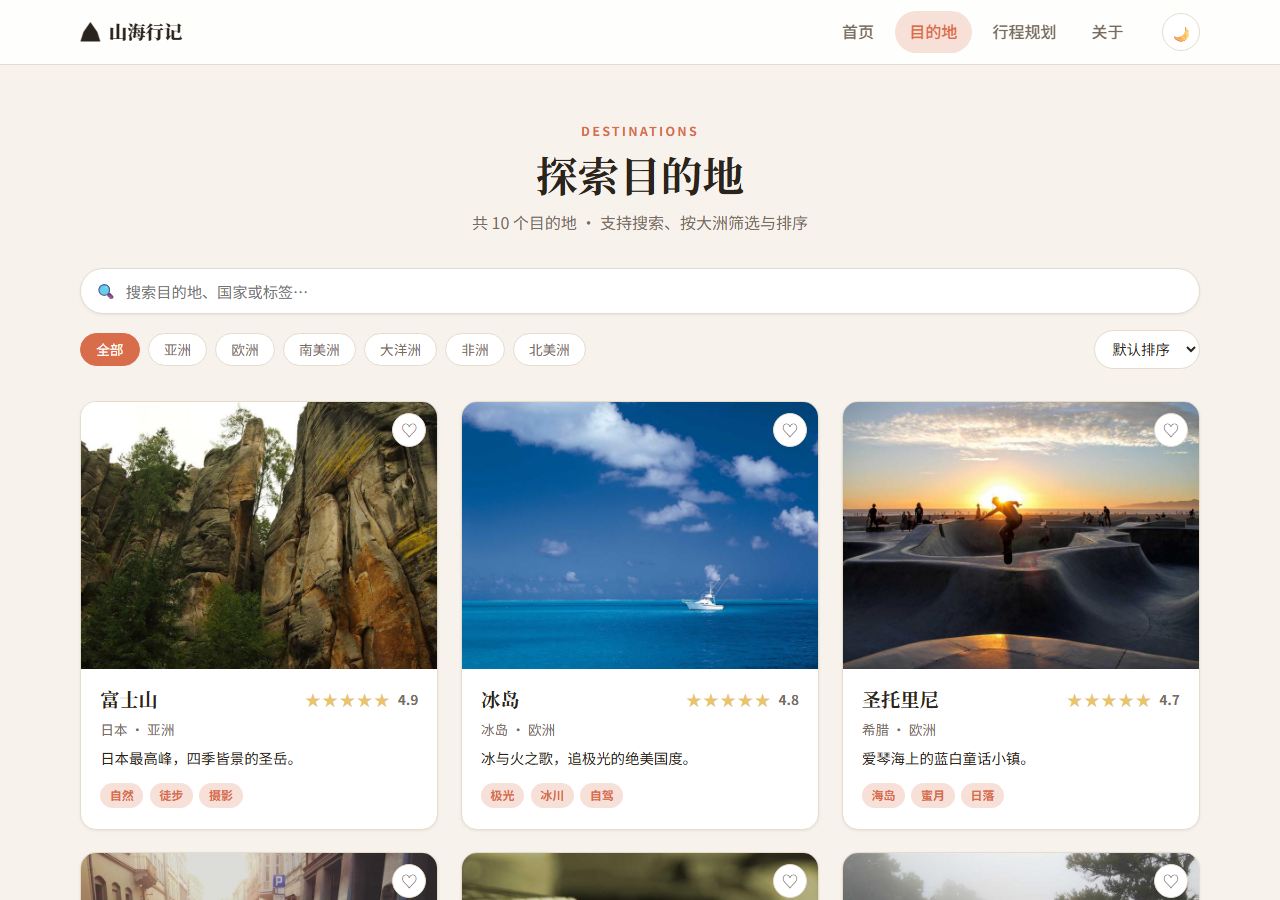 山海行记
首页 目的地 行程规划 关于
DESTINATIONS
探索目的地
共 10 个目的地 · 支持搜索、按大洲筛选与排序
搜索目的地、国家或标签…
全部 亚洲 欧洲 南美洲 大洋洲 非洲 北美洲 默认排序
富士山 ★★★★★ 4.9
日本 · 亚洲
日本最高峰，四季皆景的圣岳。
自然 徒步 摄影
冰岛 ★★★★★ 4.8
冰岛 · 欧洲
冰与火之歌，追极光的绝美国度。
极光 冰川 自驾
圣托里尼 ★★★★★ 4.7
希腊 · 欧洲
爱琴海上的蓝白童话小镇。
海岛 蜜月 日落
P